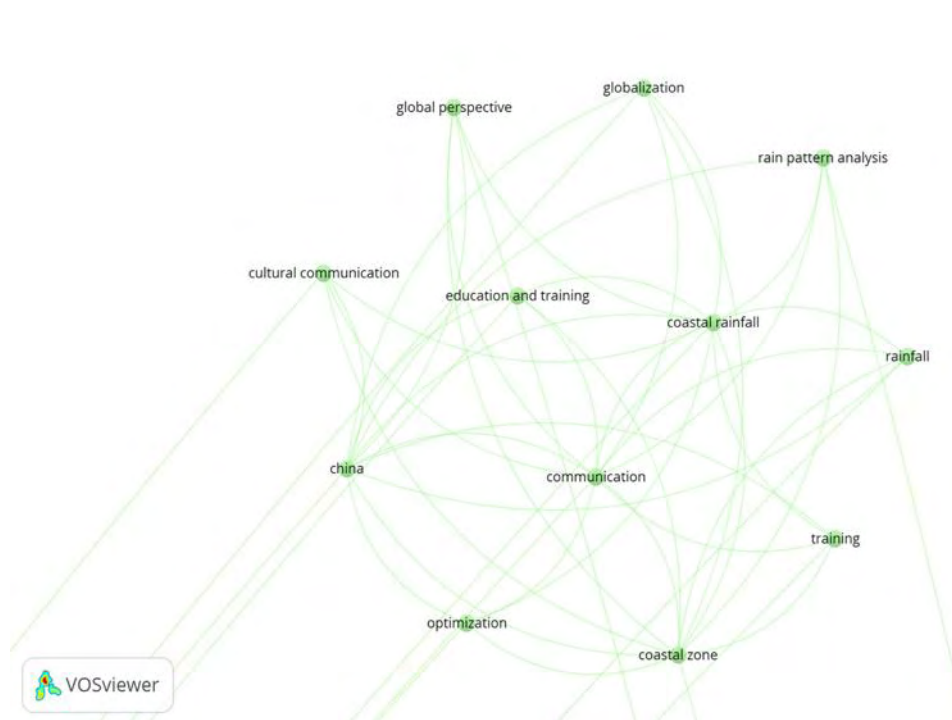 globalization
global perspective
rain pattern analysis
cultural communication
education and training
coastal rainfall
rainfall
china
communication
training
optimization
coastal zone
VOSviewer